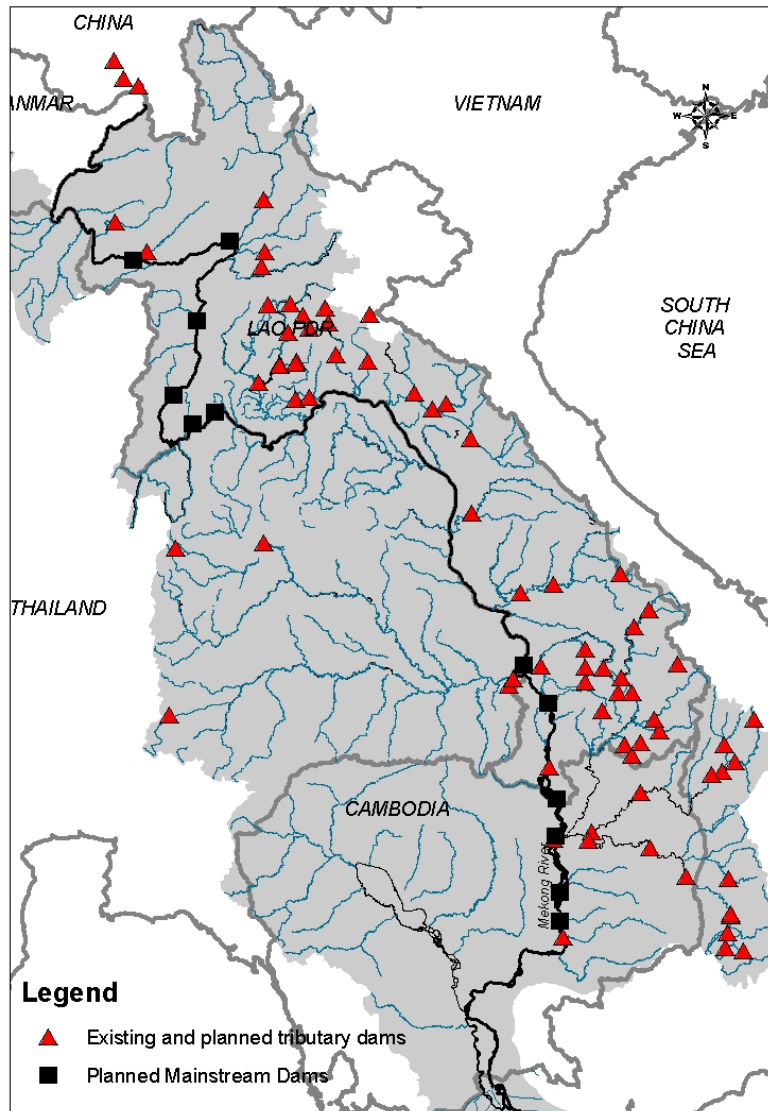 CHINA
ANMAR
VIETNAM
N
W
E
S
LAO PDR
SOUTH
CHINA
SEA
THAILAND
CAMBODIA
Mekong River
Legend
Existing and planned tributary dams
Planned Mainstream Dams